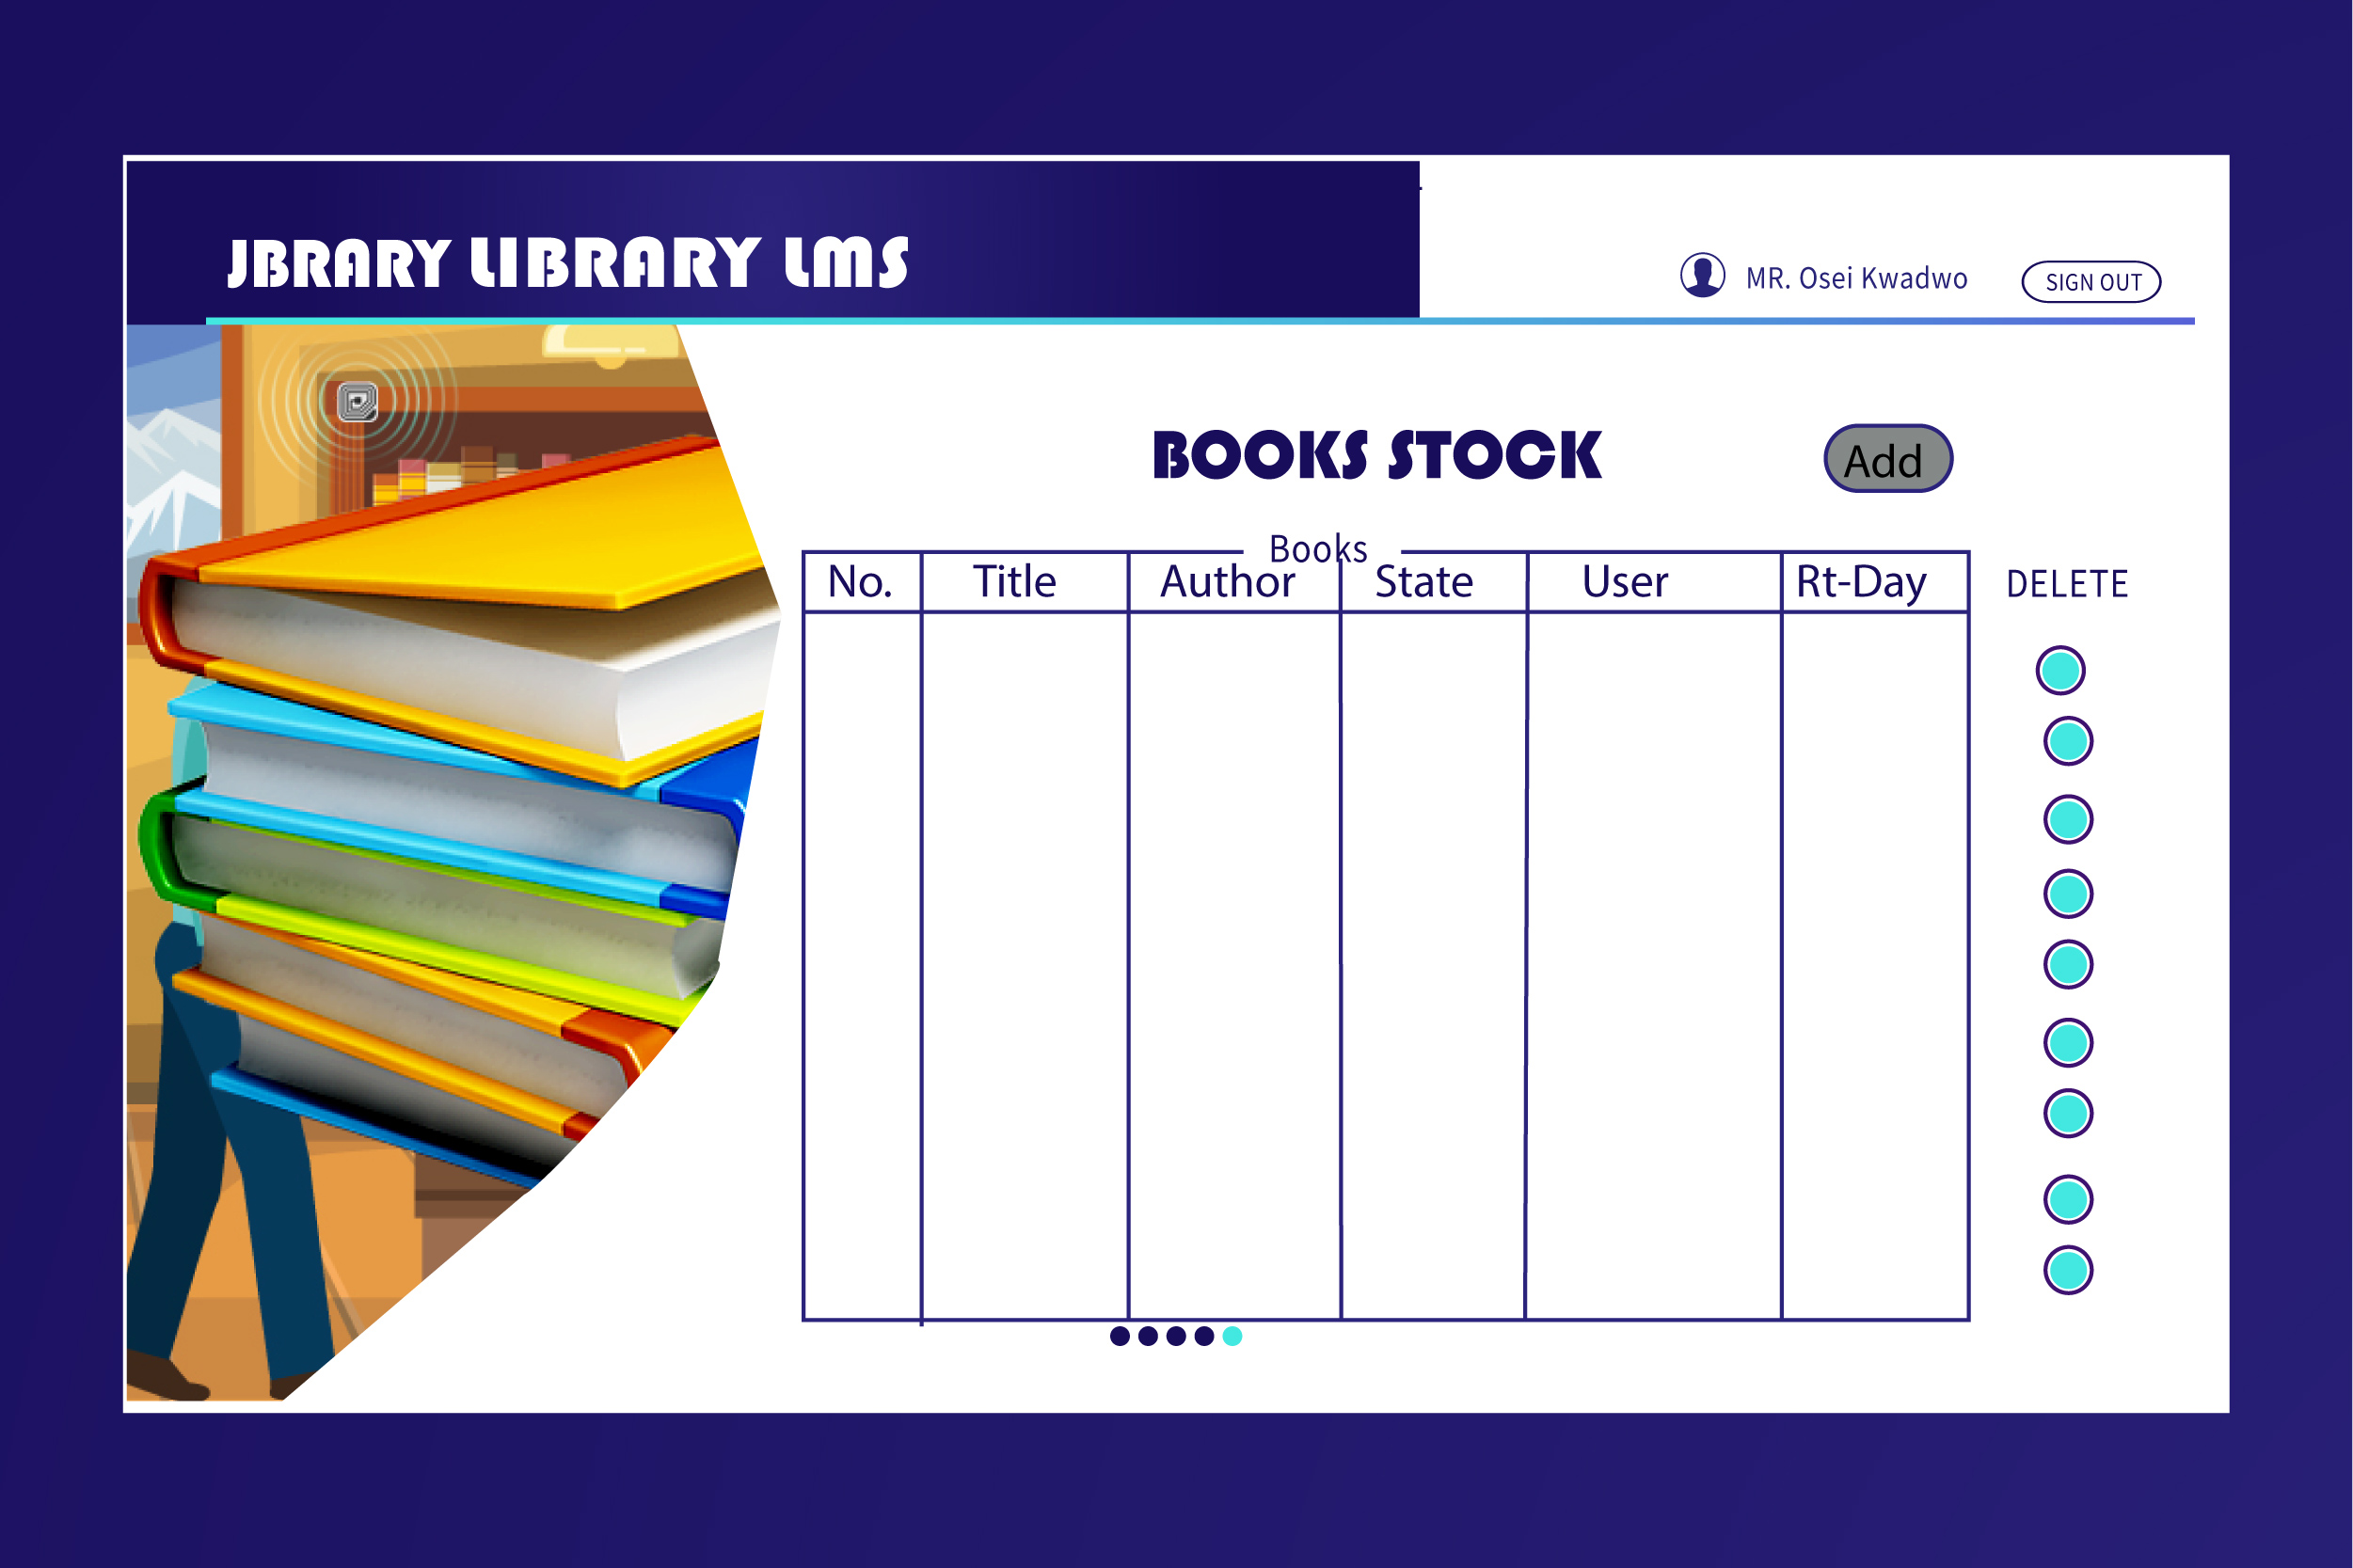 JBRARY LIBRARY LMS
MR. Osei Kwadwo
SIGN OUT
BOOKS STOCK
Add
Books
No. Title Author State User Rt-Day DELETE